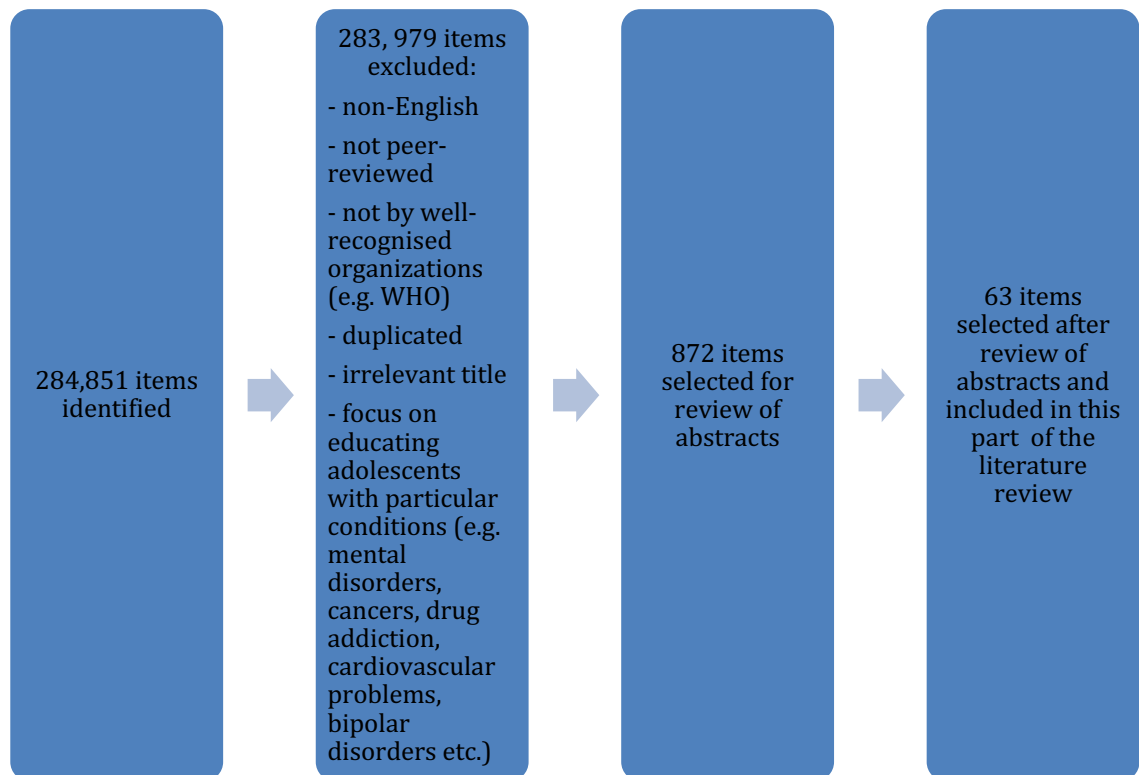 284,851 items
identified
283, 979 items
excluded:
- non-English
- not peer-
reviewed
- not by well-
recognised
organizations
(e.g. WHO)
- duplicated
- irrelevant title
- focus on
educating
adolescents
with particular
conditions (e.g.
mental
disorders,
cancers, drug
addiction,
cardiovascular
problems,
bipolar
disorders etc.)
872 items
selected for
review of
abstracts
63 items
selected after
review of
abstracts and
included in this
part of the
literature
review